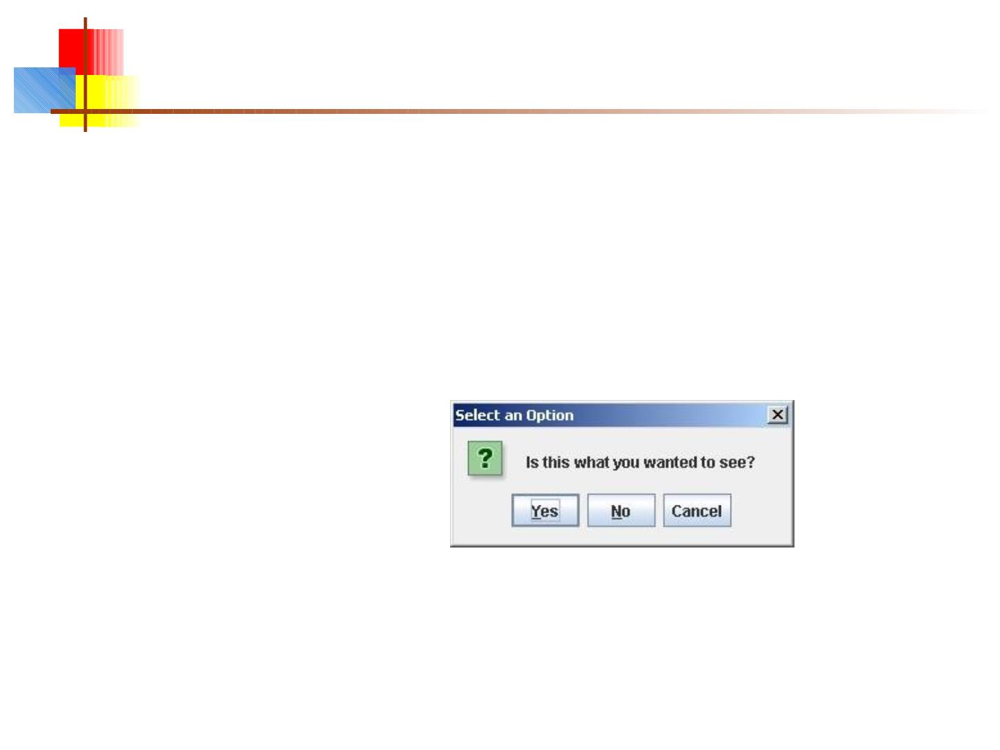 Select an Option
?
Is this what you wanted to see?
Yes No Cancel